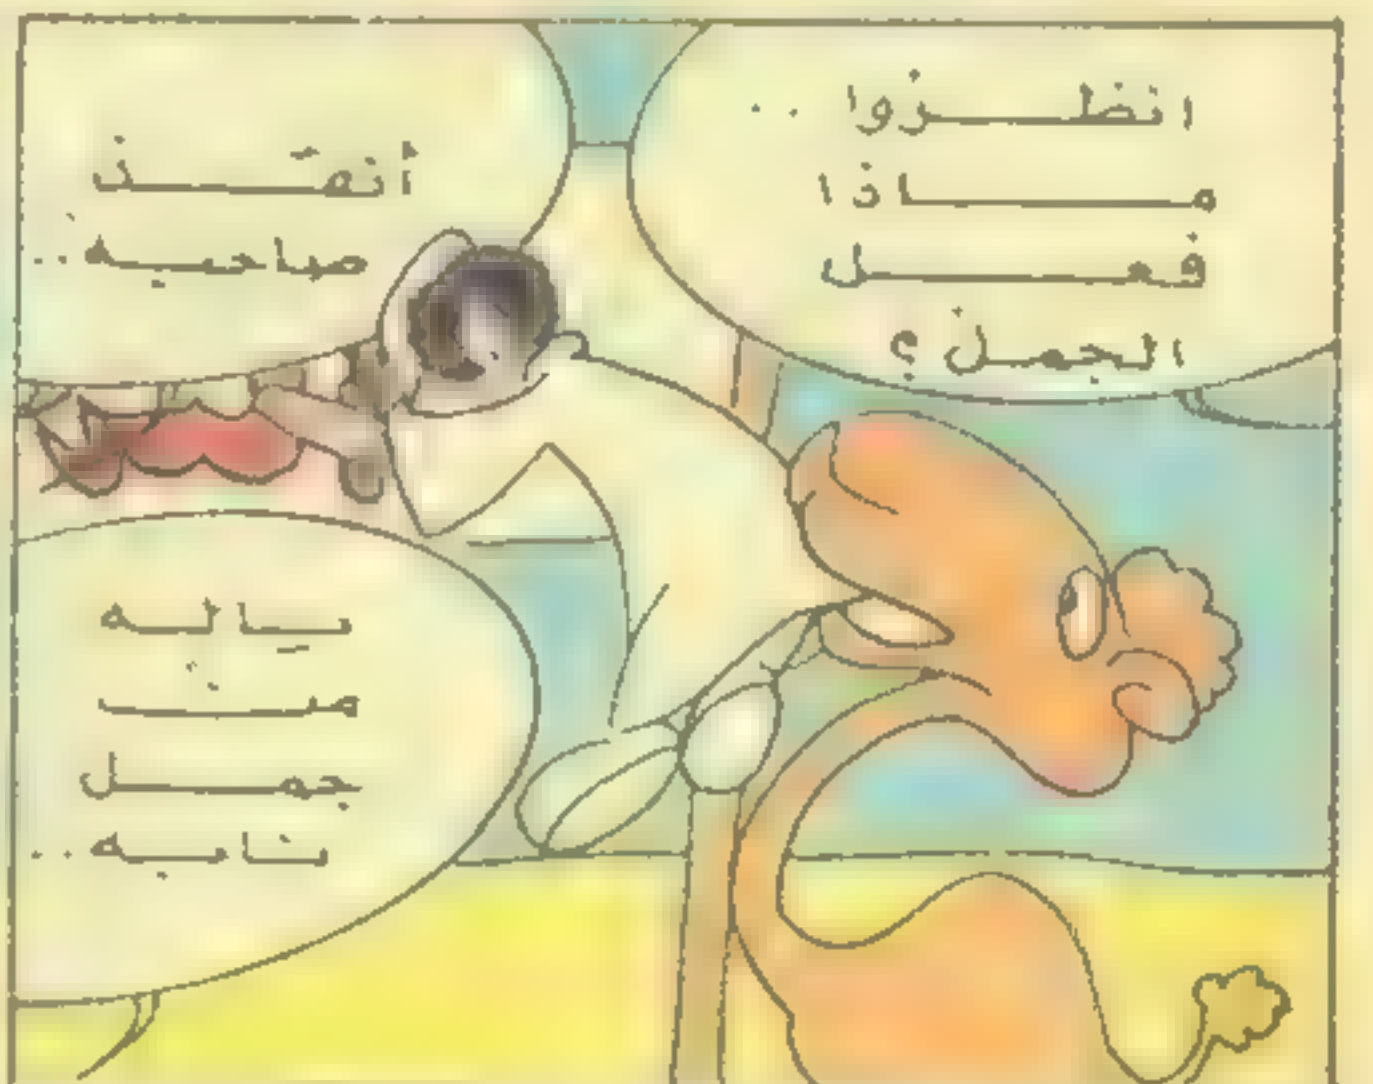 انظروا ..
ماذا
فعل
الجمل ؟
أنقذ
صاحبه ..
ياله
من
جمل
نابه ..